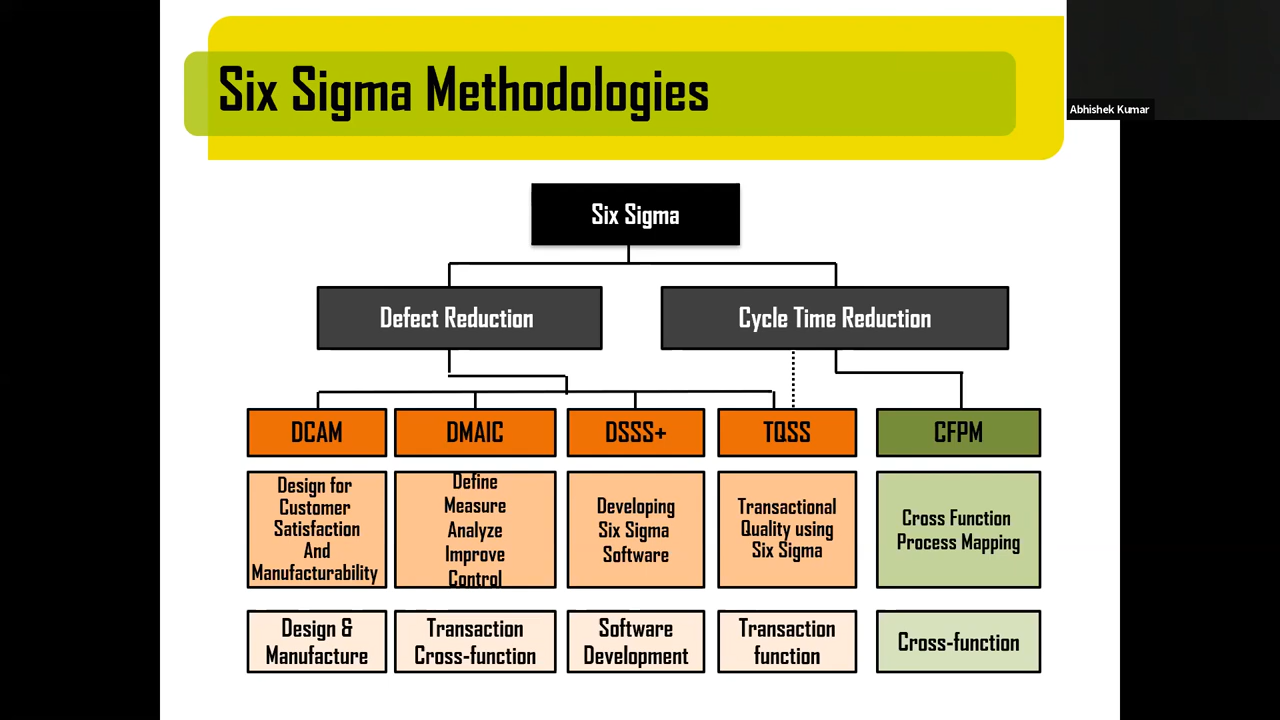 Six Sigma Methodologies
Abhishek Kumar
Six Sigma
Defect Reduction
Cycle Time Reduction
DCAM
DMAIC
DSSS+
TQSS
CFPM
Design for
Customer
Satisfaction
And
Manufacturability
Define
Measure
Analyze
Improve
Control
Developing
Six Sigma
Software
Transactional
Quality using
Six Sigma
Cross Function
Process Mapping
Design &
Manufacture
Transaction
Cross-function
Software
Development
Transaction
function
Cross-function